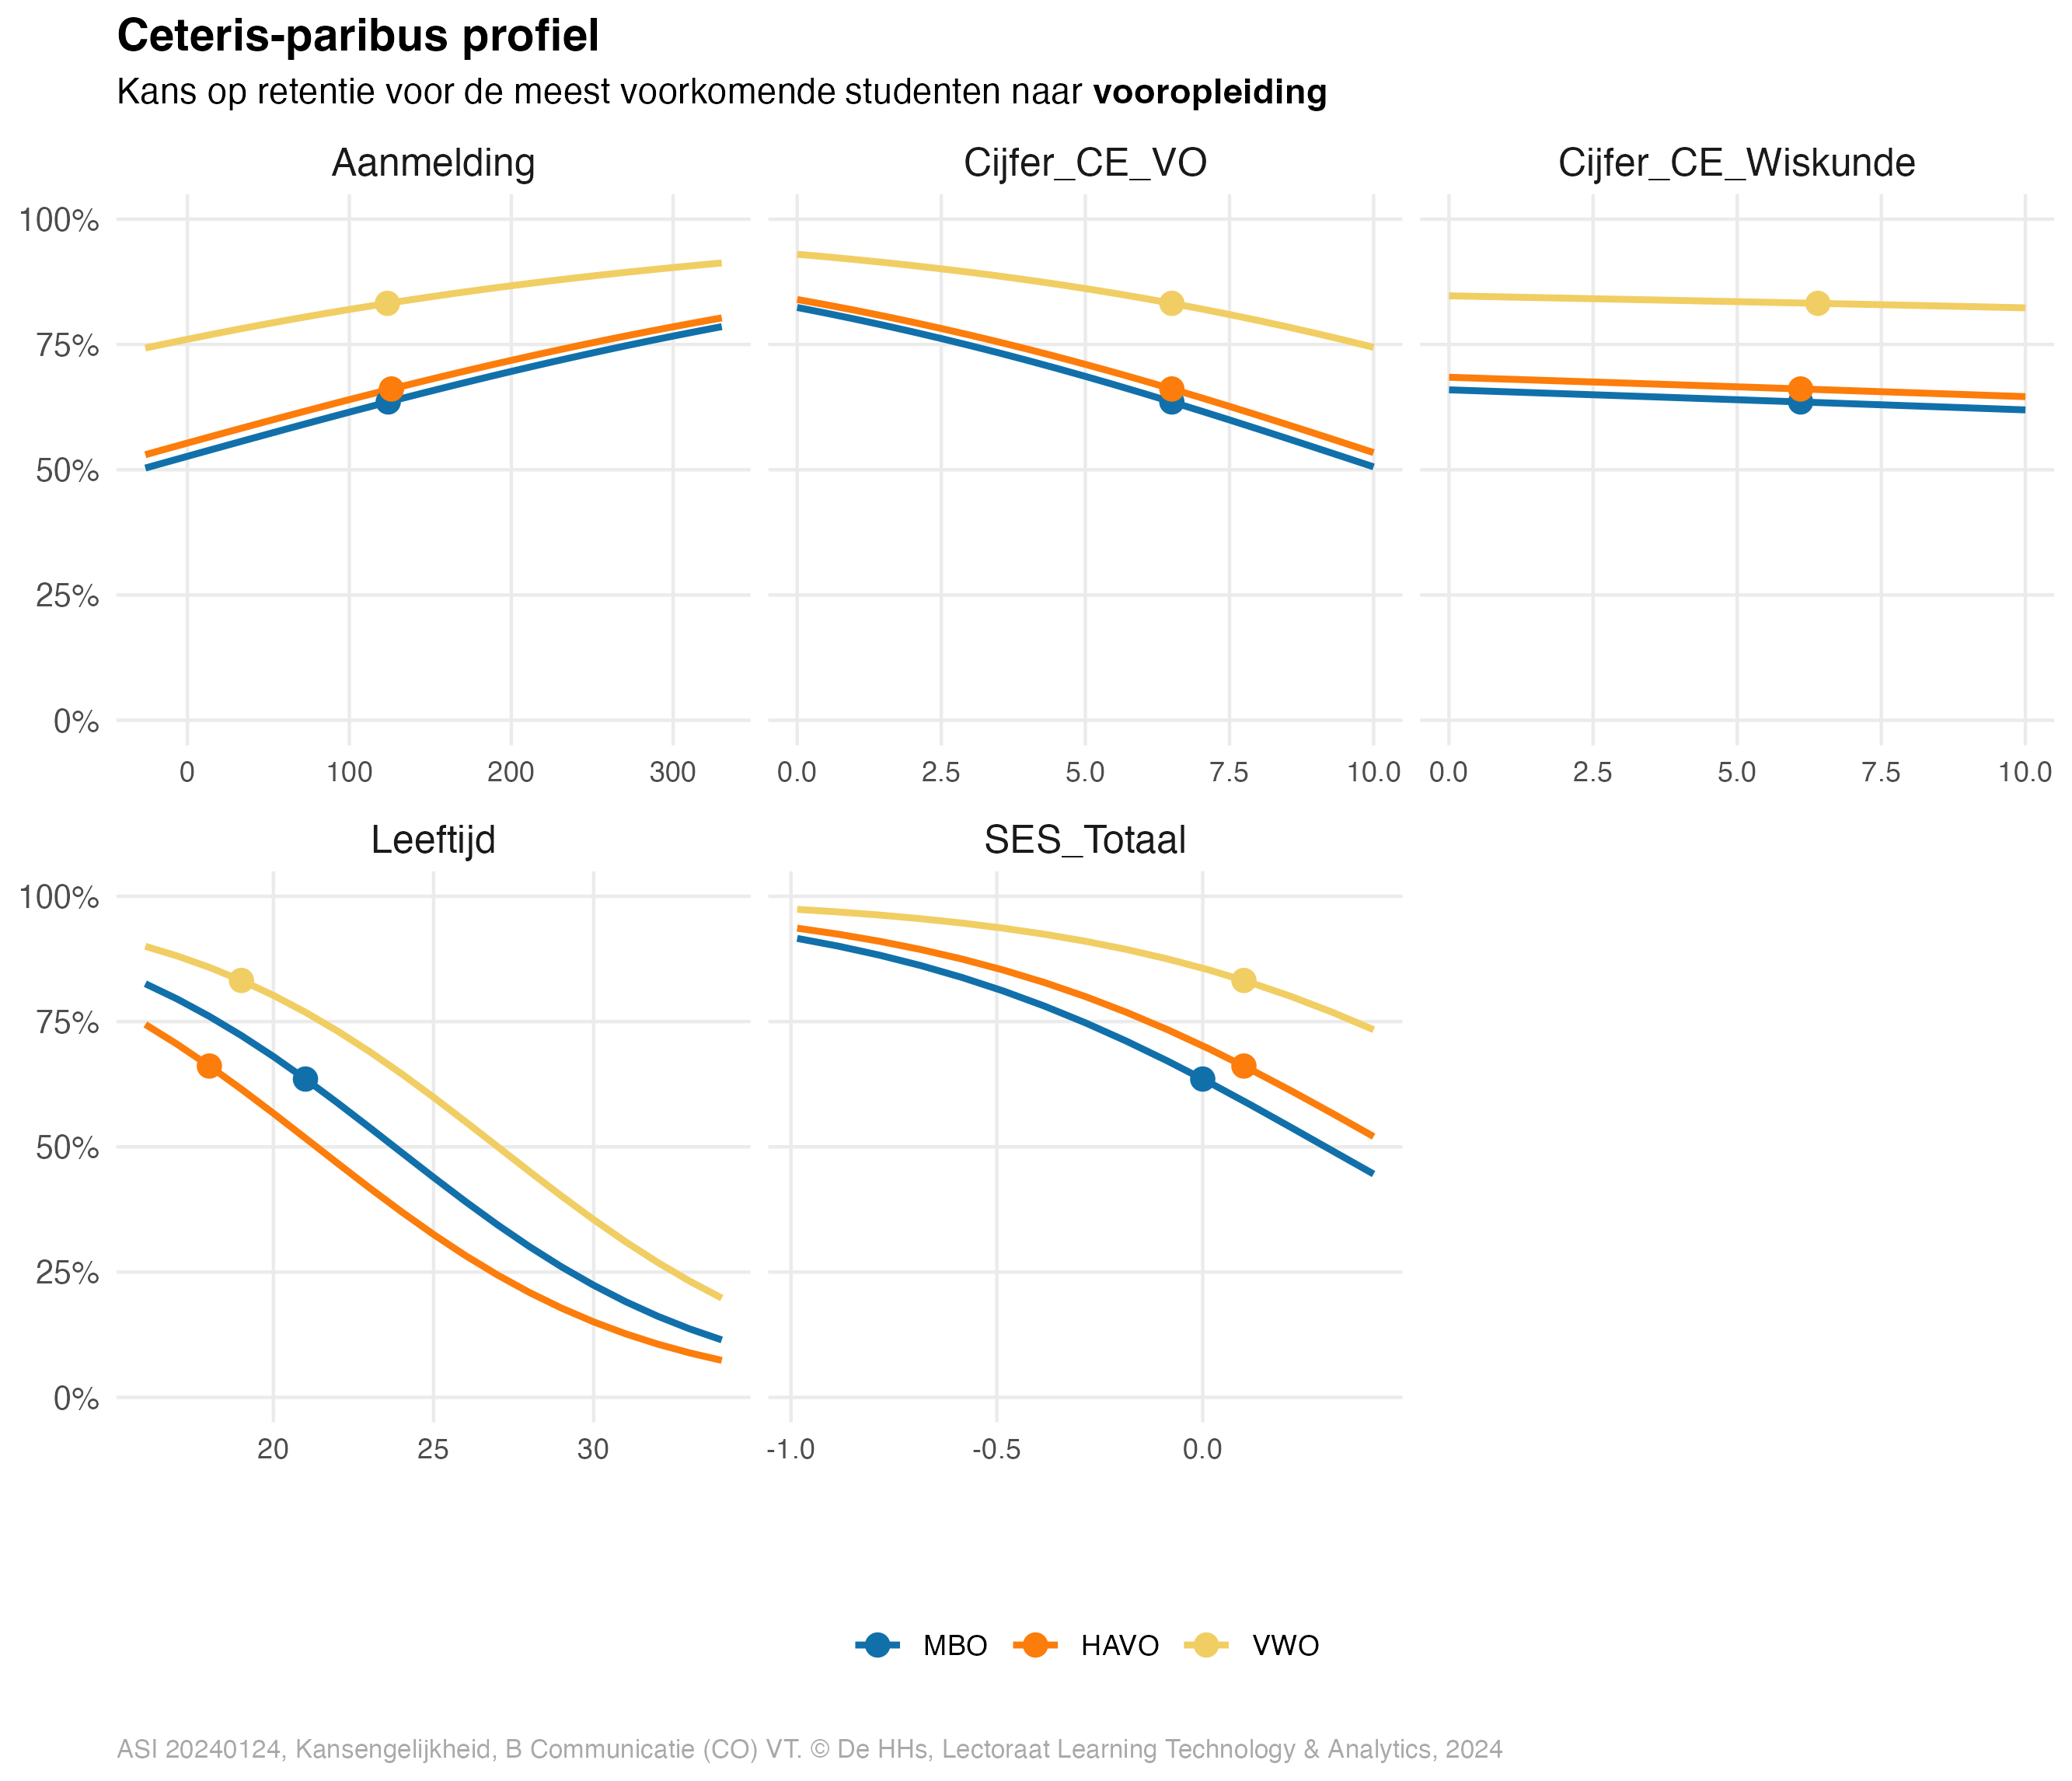 Ceteris-paribus profiel
Kans op retentie voor de meest voorkomende studenten naar vooropleiding
Aanmelding
Cijfer_CE_VO
Cijfer_CE_Wiskunde
100%
75%
50%
25%
0%
0 100 200 300
0.0 2.5 5.0 7.5 10.0
0.0 2.5 5.0 7.5 10.0
Leeftijd
SES_Totaal
100%
75%
50%
25%
0%
20 25 30
-1.0 -0.5 0.0
MBO HAVO VWO
ASI 20240124, Kansengelijkheid, B Communicatie (CO) VT. © De HHs, Lectoraat Learning Technology & Analytics, 2024